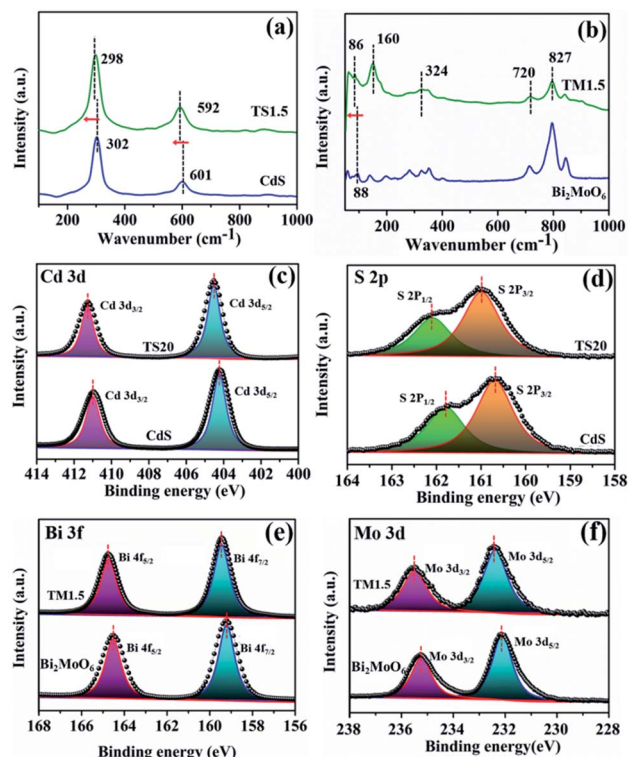 (a)
298
TS1.5
592
302
601
CdS
Intensity (a.u.)
200 400 600 800 1000
Wavenumber (cm-1)
(b)
86
160
324
720
827
TM1.5
88
Bi2MoO6
Intensity (a.u.)
200 400 600 800 1000
Wavenumber (cm-1)
Cd 3d
(c)
Cd 3d3/2
Cd 3d5/2
TS20
Cd 3d3/2
Cd 3d5/2
CdS
Intensity (a.u.)
414 412 410 408 406 404 402 400
Binding energy (eV)
S 2p
(d)
S 2P1/2
S 2P3/2
TS20
S 2P1/2
S 2P3/2
CdS
Intensity (a.u.)
164 163 162 161 160 159 158
Binding energy (eV)
Bi 3f
(e)
Bi 4f5/2
Bi 4f7/2
TM1.5
Bi 4f5/2
Bi 4f7/2
Bi2MoO6
Intensity (a.u.)
168 166 164 162 160 158 156
Binding energy (eV)
Mo 3d
(f)
Mo 3d3/2
Mo 3d5/2
TM1.5
Mo 3d3/2
Mo 3d5/2
Bi2MoO6
Intensity (a.u.)
238 236 234 232 230 228
Binding energy(eV)